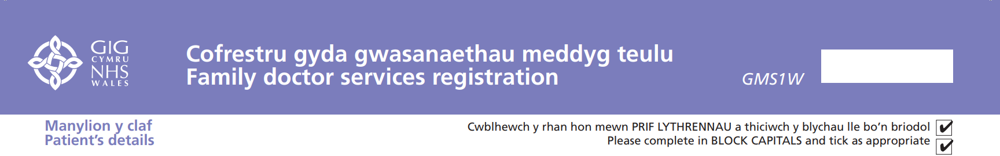 GIG
CYMRU
NHS
WALES
Cofrestru gyda gwasanaethau meddyg teulu
Family doctor services registration
GMS1W
Manylion y claf
Patient’s details
Cwblhewch y rhan hon mewn PRIF LYTHRENNAU a thiciwch y blychau lle bo’n briodol ✔
Please complete in BLOCK CAPITALS and tick as appropriate ✔